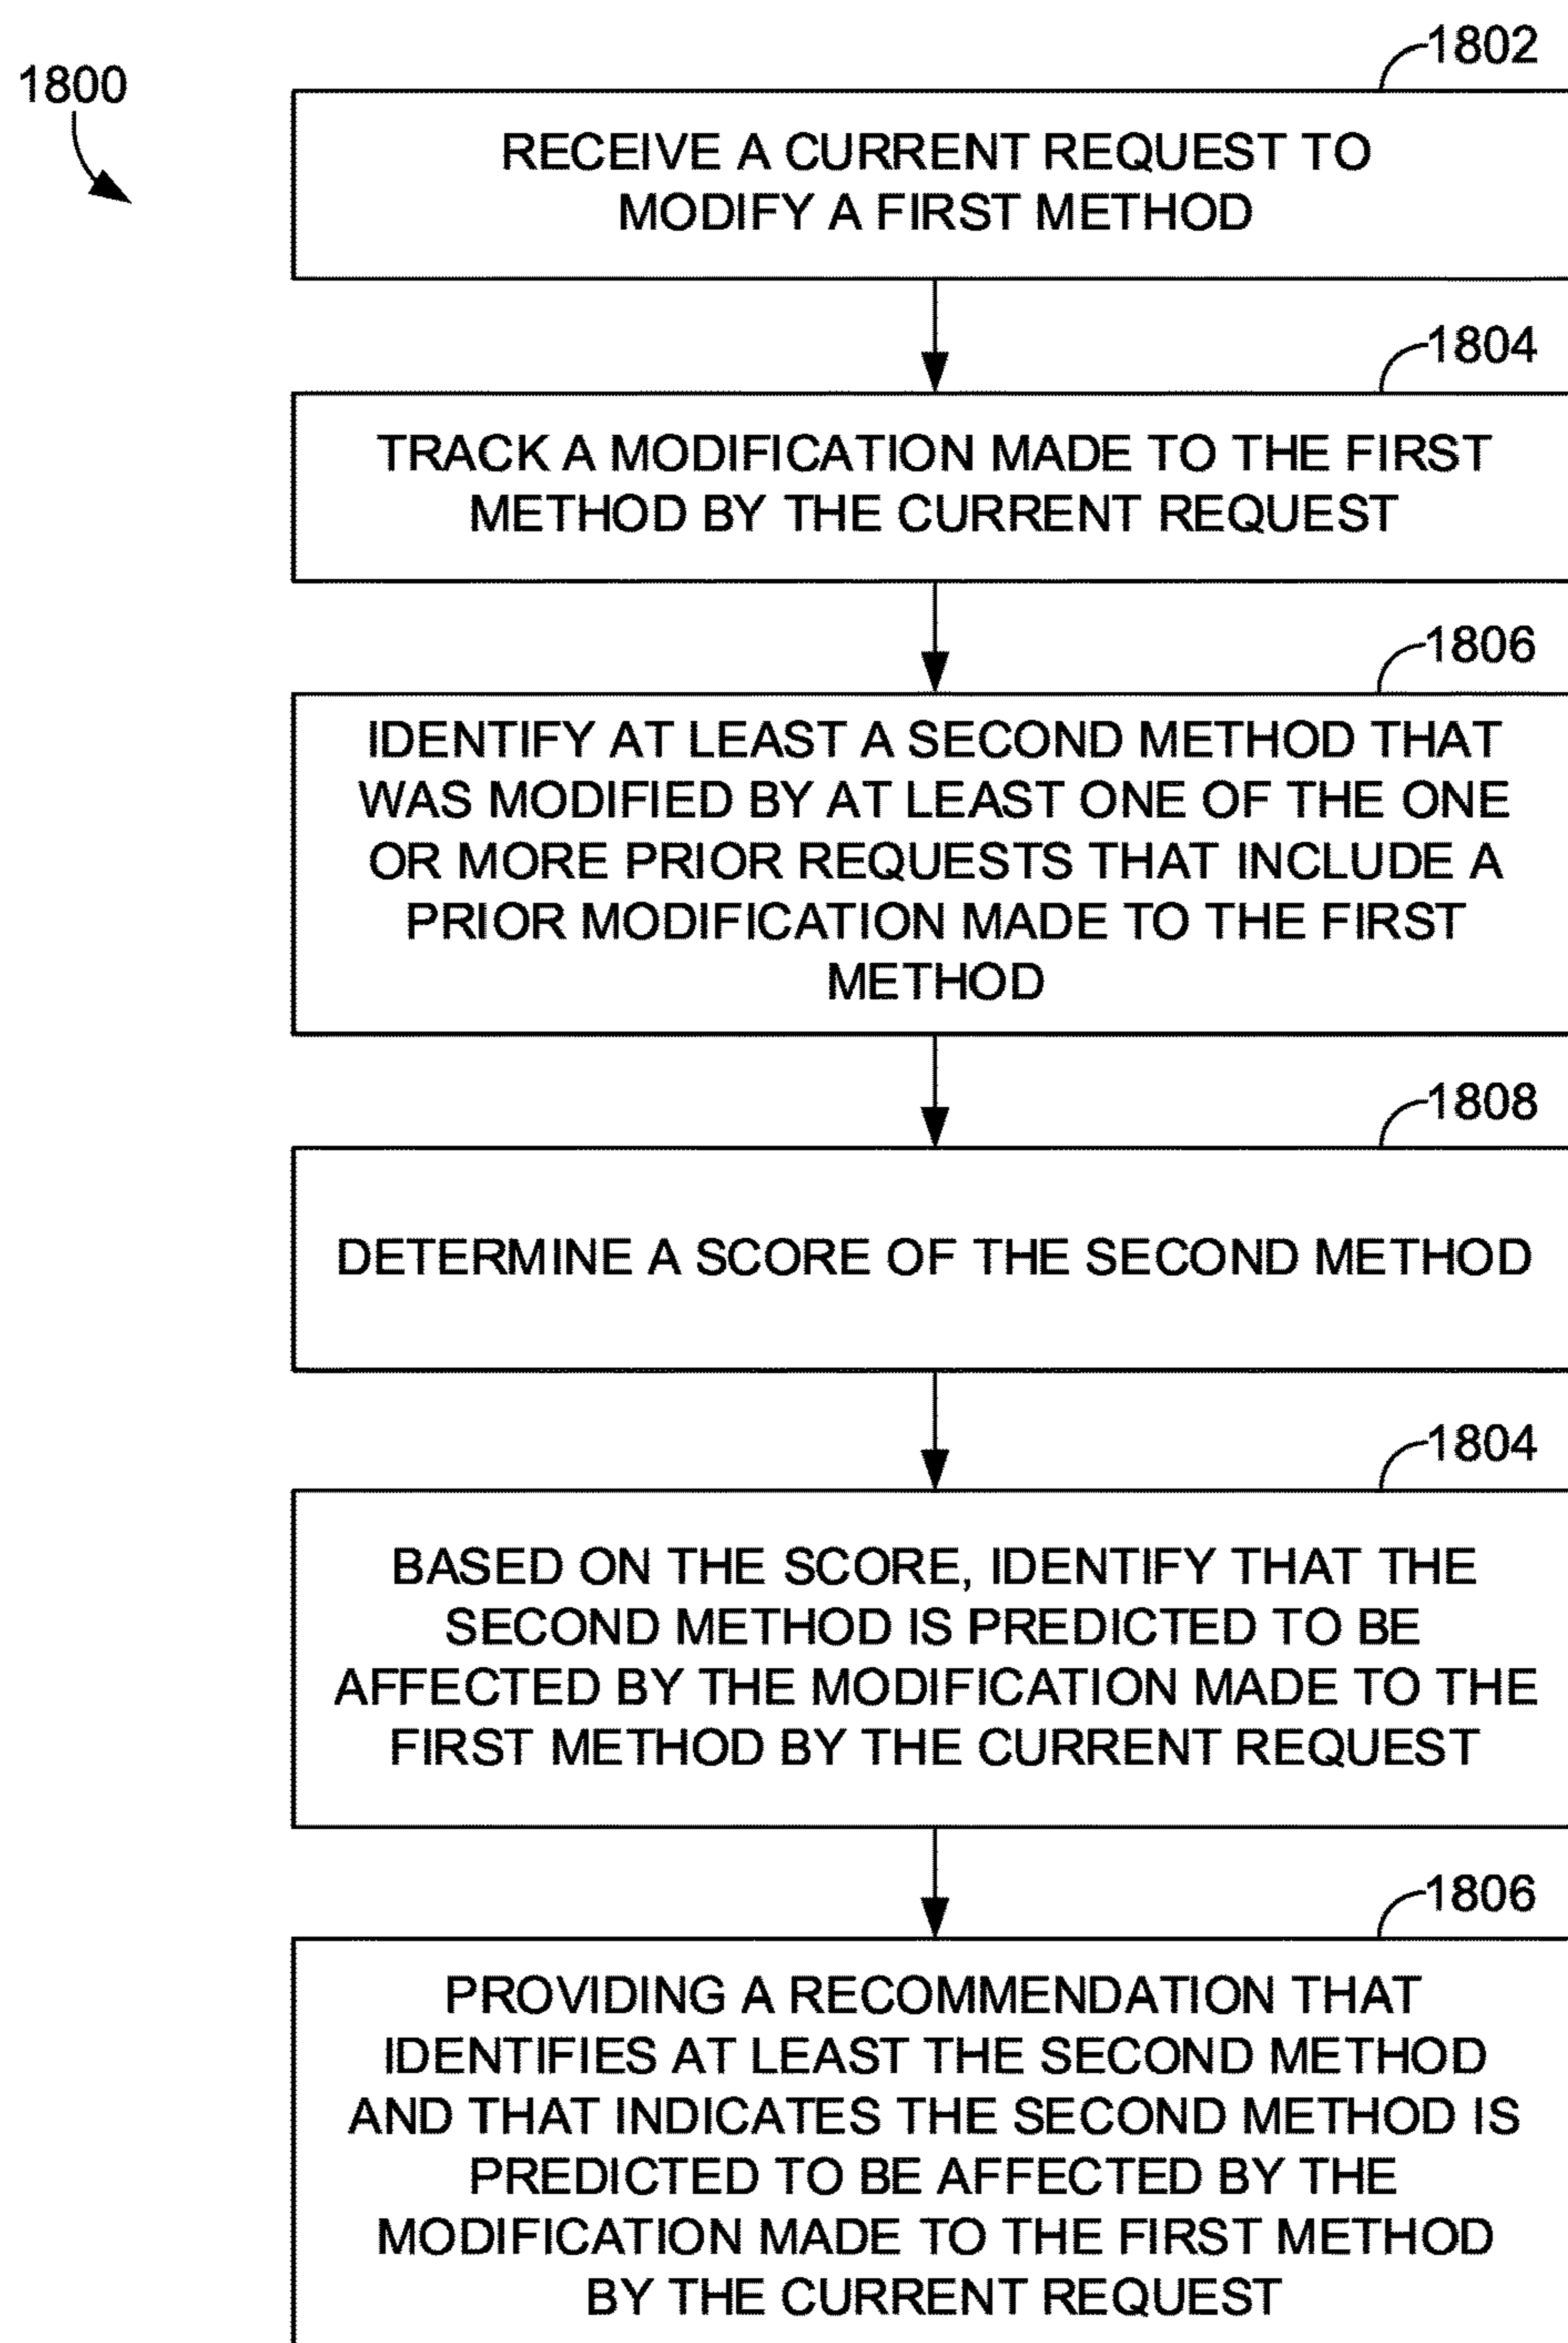 1800
1802
RECEIVE A CURRENT REQUEST TO
MODIFY A FIRST METHOD
1804
TRACK A MODIFICATION MADE TO THE FIRST
METHOD BY THE CURRENT REQUEST
1806
IDENTIFY AT LEAST A SECOND METHOD THAT
WAS MODIFIED BY AT LEAST ONE OF THE ONE
OR MORE PRIOR REQUESTS THAT INCLUDE A
PRIOR MODIFICATION MADE TO THE FIRST
METHOD
1808
DETERMINE A SCORE OF THE SECOND METHOD
1804
BASED ON THE SCORE, IDENTIFY THAT THE
SECOND METHOD IS PREDICTED TO BE
AFFECTED BY THE MODIFICATION MADE TO THE
FIRST METHOD BY THE CURRENT REQUEST
1806
PROVIDING A RECOMMENDATION THAT
IDENTIFIES AT LEAST THE SECOND METHOD
AND THAT INDICATES THE SECOND METHOD IS
PREDICTED TO BE AFFECTED BY THE
MODIFICATION MADE TO THE FIRST METHOD
BY THE CURRENT REQUEST